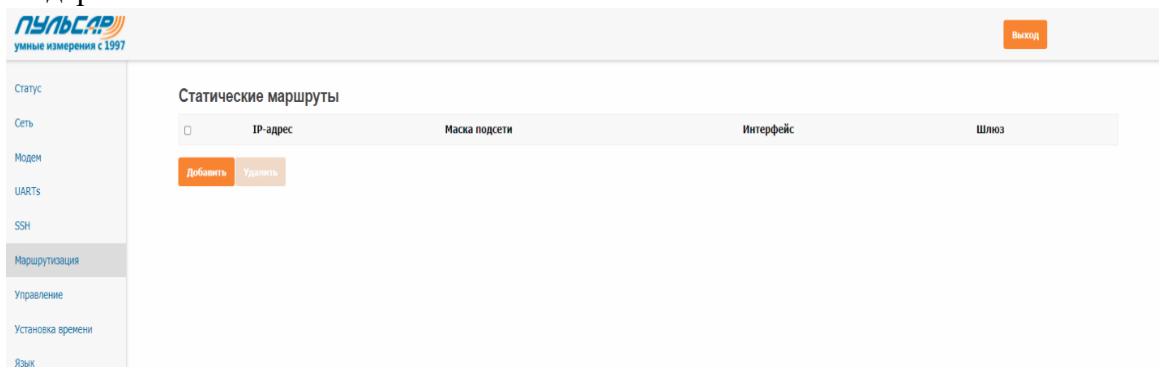 ПУЛЬСАР
умные измерения с 1997
Выход
Статус
Сеть
Модем
UARTs
SSH
Маршрутизация
Управление
Установка времени
Язык
Статические маршруты
IP-адрес Маска подсети Интерфейс Шлюз
Добавить Удалить